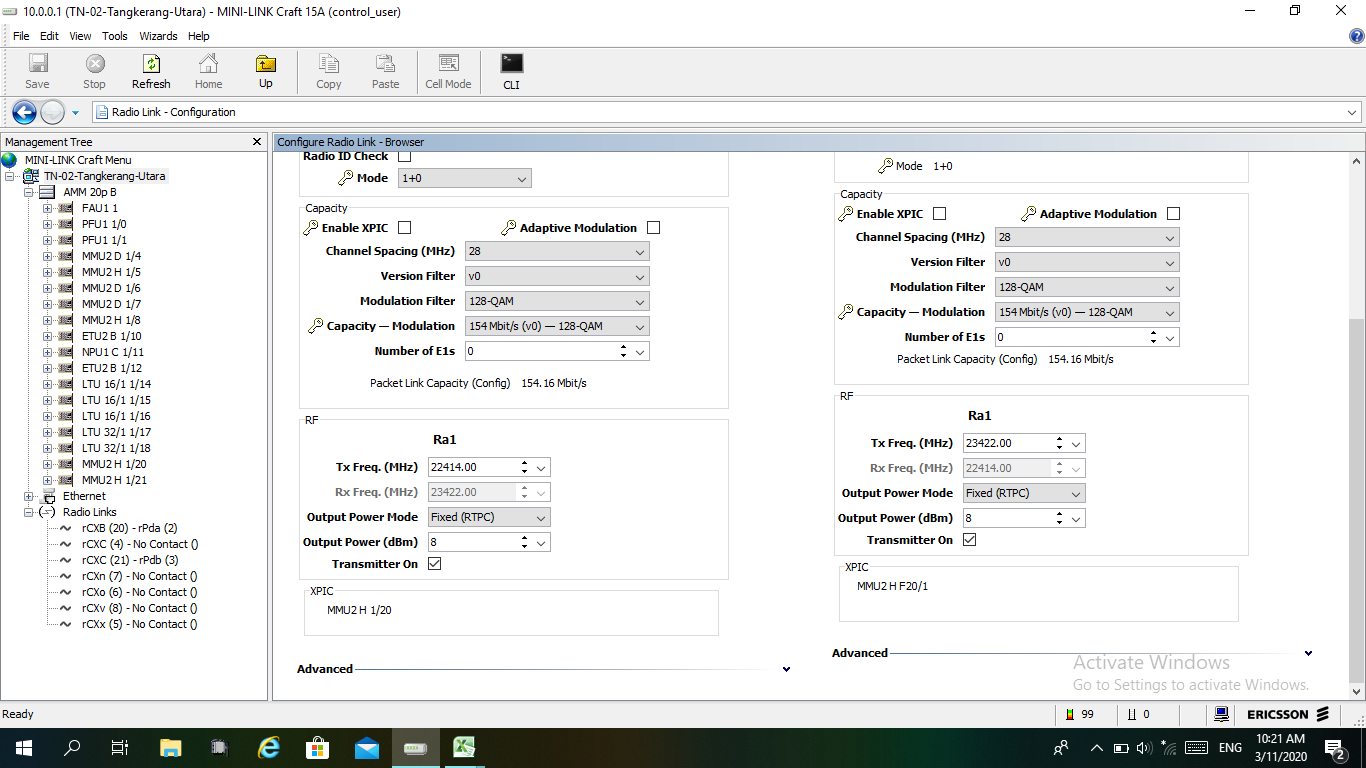 10.0.0.1 (TN-02-Tangkerang-Utara) - MINI-LINK Craft 15A (control_user)
File Edit View Tools Wizards Help
Save Stop Refresh Home Up Copy Paste Cell Mode CLI
Radio Link - Configuration
Management Tree
MINI-LINK Craft Menu
TN-02-Tangkerang-Utara
AMM 20p B
FAU1 1
PFU1 1/0
PFU1 1/1
MMU2 D 1/4
MMU2 H 1/5
MMU2 D 1/6
MMU2 D 1/7
MMU2 H 1/8
ETU2 B 1/10
NPU1 C 1/11
ETU2 B 1/12
LTU 16/1 1/14
LTU 16/1 1/15
LTU 16/1 1/16
LTU 32/1 1/17
LTU 32/1 1/18
MMU2 H 1/20
MMU2 H 1/21
Ethernet
Radio Links
rCXB (20) - rPda (2)
rCXC (4) - No Contact ()
rCXC (21) - rPdb (3)
rCXn (7) - No Contact ()
rCXo (6) - No Contact ()
rCXv (8) - No Contact ()
rCXx (5) - No Contact ()
Configure Radio Link - Browser
Radio ID Check
Mode 1+0
Capacity
Enable XPIC Adaptive Modulation
Channel Spacing (MHz) 28
Version Filter v0
Modulation Filter 128-QAM
Capacity — Modulation 154 Mbit/s (v0) — 128-QAM
Number of E1s 0
Packet Link Capacity (Config) 154.16 Mbit/s
RF
Ra1
Tx Freq. (MHz) 22414.00
Rx Freq. (MHz) 23422.00
Output Power Mode Fixed (RTPC)
Output Power (dBm) 8
Transmitter On
XPIC
MMU2 H 1/20
Advanced
Mode 1+0
Capacity
Enable XPIC Adaptive Modulation
Channel Spacing (MHz) 28
Version Filter v0
Modulation Filter 128-QAM
Capacity — Modulation 154 Mbit/s (v0) — 128-QAM
Number of E1s 0
Packet Link Capacity (Config) 154.16 Mbit/s
RF
Ra1
Tx Freq. (MHz) 23422.00
Rx Freq. (MHz) 22414.00
Output Power Mode Fixed (RTPC)
Output Power (dBm) 8
Transmitter On
XPIC
MMU2 H F20/1
Advanced
Activate Windows
Go to Settings to activate Windows.
Ready 99 0 ERICSSON
ENG 10:21 AM
3/11/2020 2